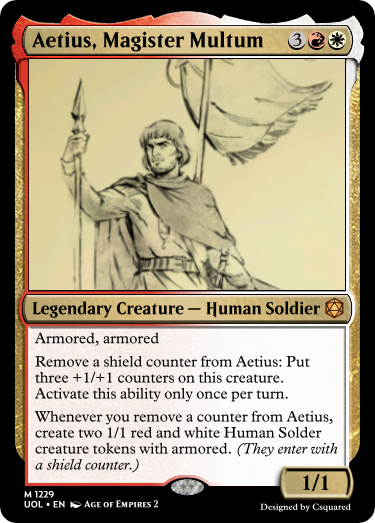 Aetius, Magister Multum 3
Legendary Creature — Human Soldier
Armored, armored
Remove a shield counter from Aetius: Put
three +1/+1 counters on this creature.
Activate this ability only once per turn.
Whenever you remove a counter from Aetius,
create two 1/1 red and white Human Solder
creature tokens with armored. (They enter with
a shield counter.)
1/1
M 1229
UOL • EN Age of Empires 2
Designed by Csquared